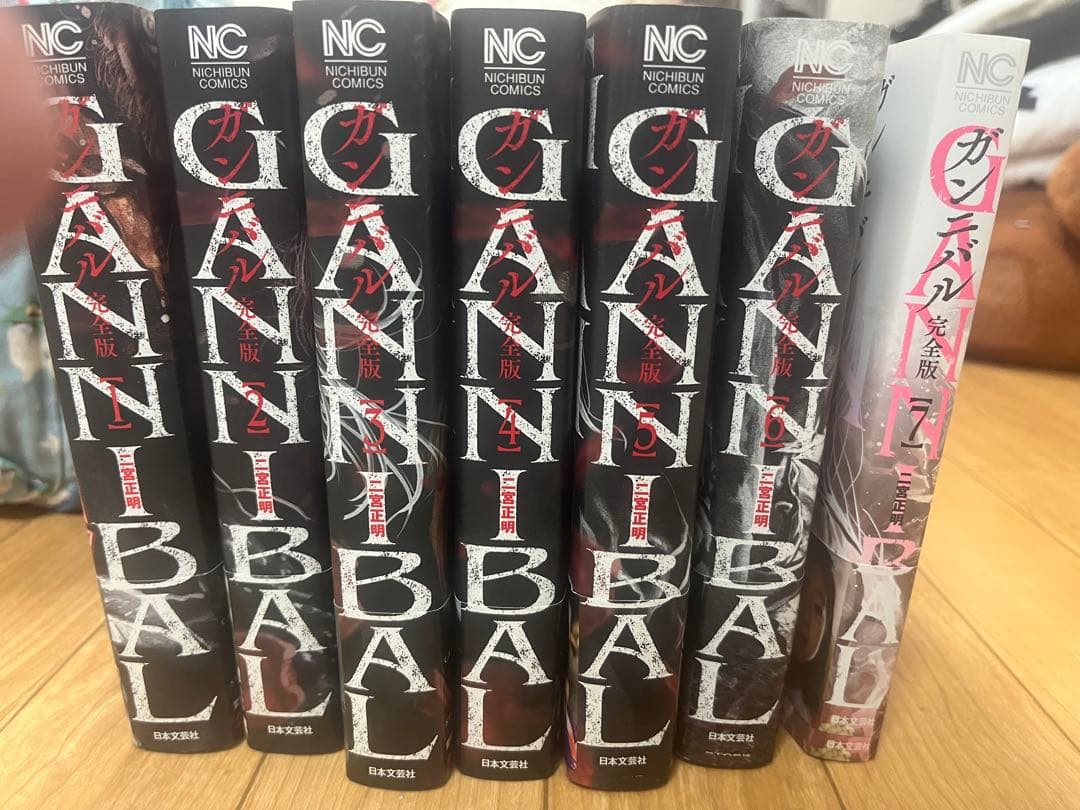 NC
NICHIBUN
COMICS
GANNIBAL
ガンニバル 完全版
【1】
二宮正明
日本文芸社
NC
NICHIBUN
COMICS
GANNIBAL
ガンニバル 完全版
【2】
二宮正明
日本文芸社
NC
NICHIBUN
COMICS
GANNIBAL
ガンニバル 完全版
【3】
二宮正明
日本文芸社
NC
NICHIBUN
COMICS
GANNIBAL
ガンニバル 完全版
【4】
二宮正明
日本文芸社
NC
NICHIBUN
COMICS
GANNIBAL
ガンニバル 完全版
【5】
二宮正明
日本文芸社
NC
NICHIBUN
COMICS
GANNIBAL
ガンニバル 完全版
【6】
二宮正明
NC
NICHIBUN
COMICS
GANNIBAL
ガンニバル 完全版
【7】
二宮正明
日本文芸社